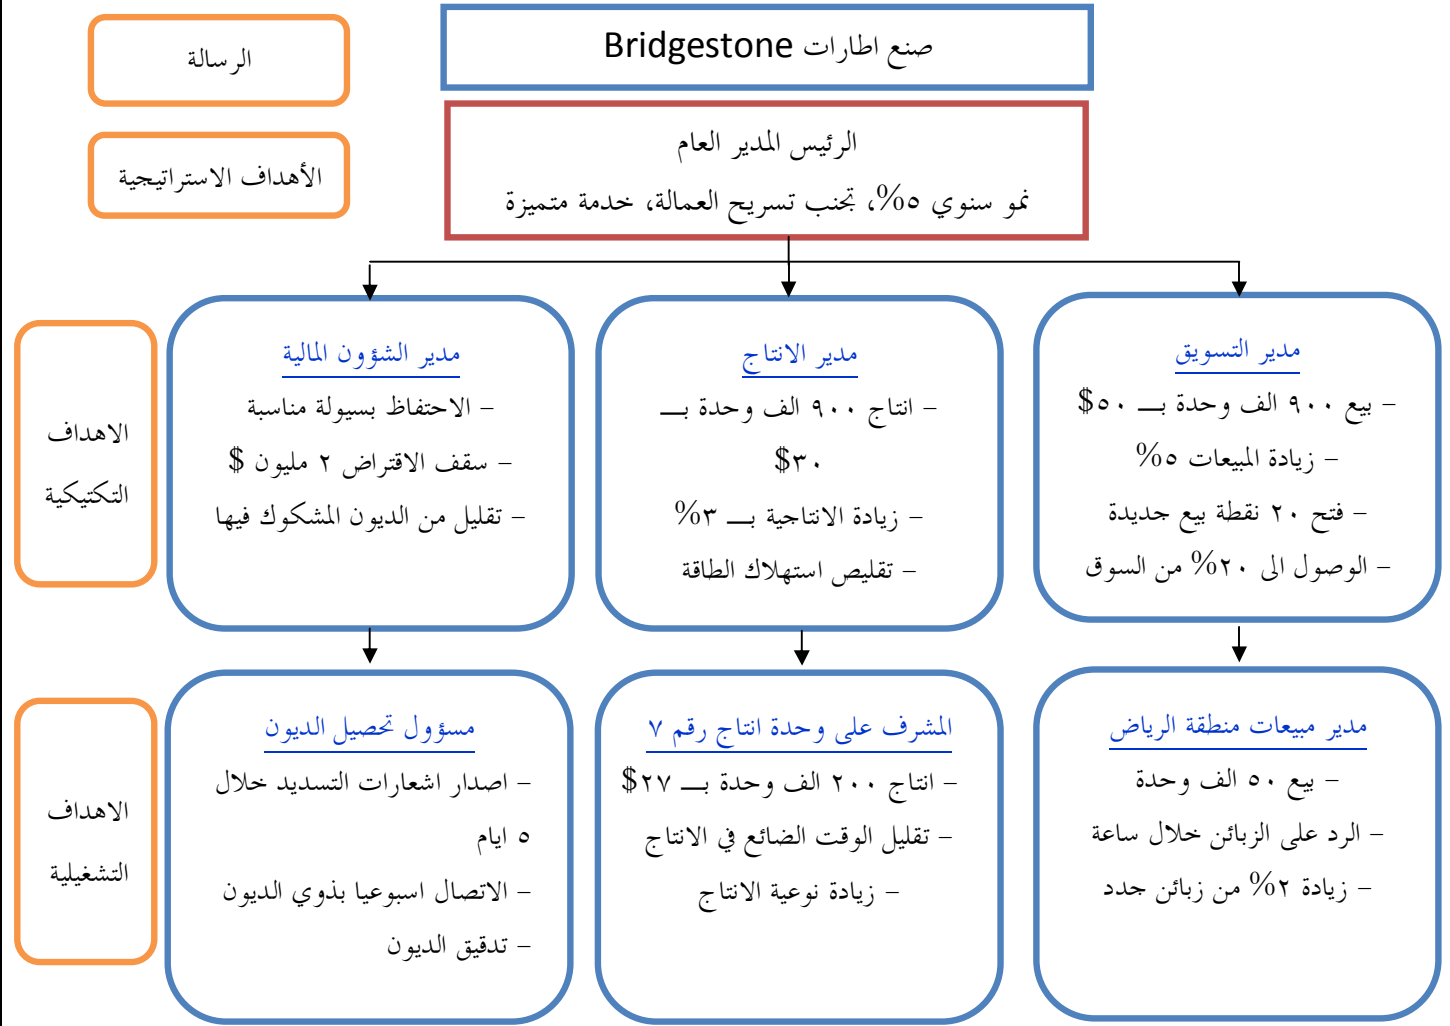 الرسالة
صنع اطارات Bridgestone
الأهداف الاستراتيجية
الرئيس المدير العام
نمو سنوي ٥%، تجنب تسريح العمالة، خدمة متميزة
الاهداف
التكتيكية
مدير التسويق
– بيع ٩٠٠ الف وحدة بـــ ٥٠$
– زيادة المبيعات ٥%
– فتح ٢٠ نقطة بيع جديدة
– الوصول الى ٢٠% من السوق
مدير الانتاج
– انتاج ٩٠٠ الف وحدة بـــ
٣٠$
– زيادة الانتاجية بـــ ٣%
– تقليص استهلاك الطاقة
مدير الشؤون المالية
– الاحتفاظ بسيولة مناسبة
– سقف الاقتراض ٢ مليون $
– تقليل من الديون المشكوك فيها
الاهداف
التشغيلية
مدير مبيعات منطقة الرياض
– بيع ٥٠ الف وحدة
– الرد على الزبائن خلال ساعة
– زيادة ٢% من زبائن جدد
المشرف على وحدة انتاج رقم ٧
– انتاج ٢٠٠ الف وحدة بـــ ٢٧$
– تقليل الوقت الضائع في الانتاج
– زيادة نوعية الانتاج
مسؤول تحصيل الديون
– اصدار اشعارات التسديد خلال
٥ ايام
– الاتصال اسبوعيا بذوي الديون
– تدقيق الديون